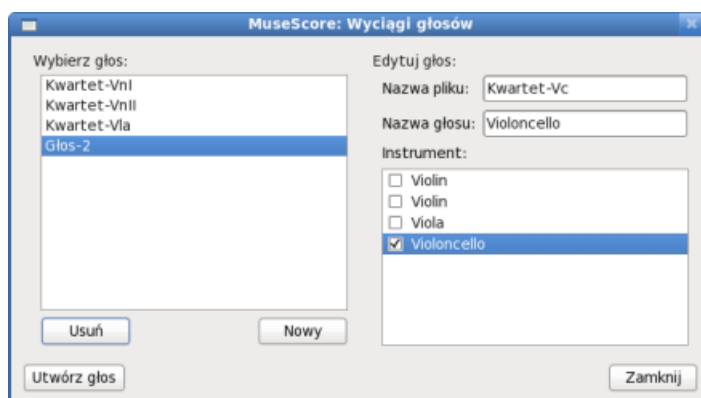 MuseScore: Wyciągi głosów
Wybierz głos:
Kwartet-VnI
Kwartet-VnII
Kwartet-Vla
Głos-2
Usuń
Nowy
Edytuj głos:
Nazwa pliku: Kwartet-Vc
Nazwa głosu: Violoncello
Instrument:
Violin
Violin
Viola
Violoncello
Utwórz głos
Zamknij